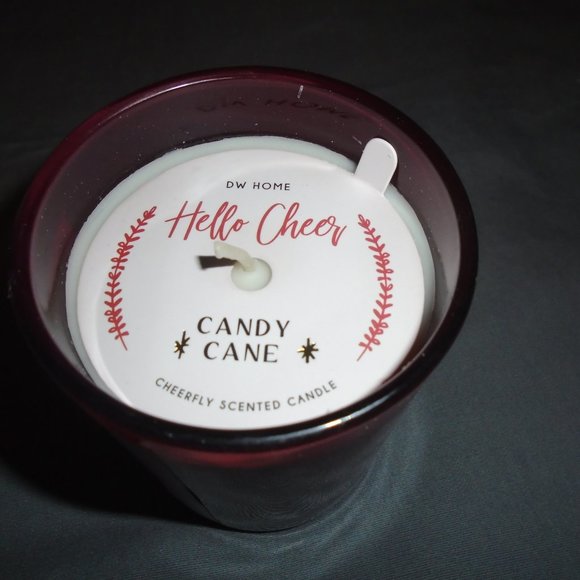 DW HOME
Hello Cheer
CANDY
CANE
CHEERFLY SCENTED CANDLE